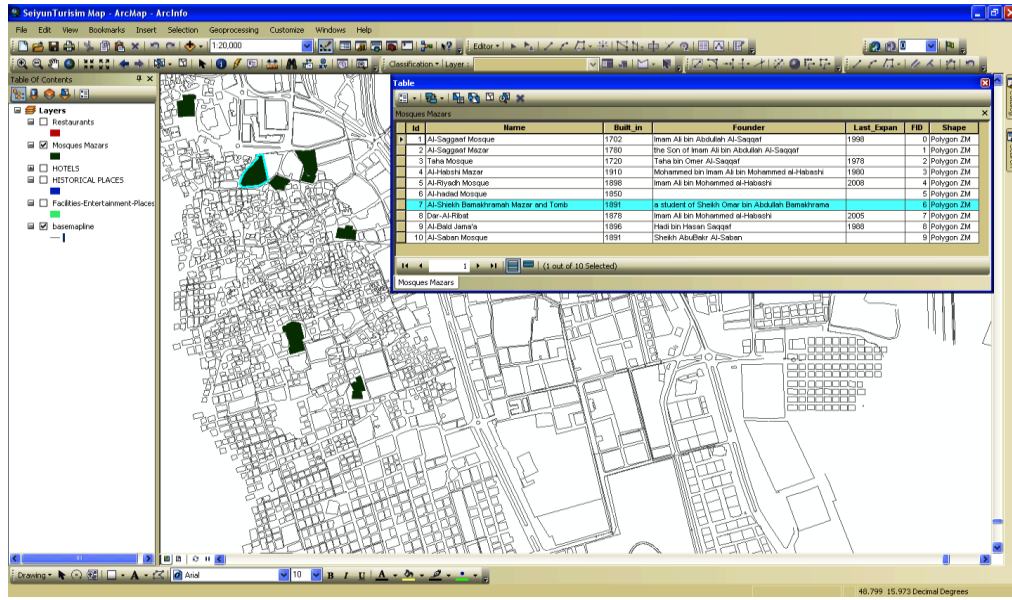 SeiyunTurisim Map - ArcMap - ArcInfo
File Edit View Bookmarks Insert Selection Geoprocessing Customize Windows Help
1:20,000 Editor 0
Classification Layer:
Table Of Contents
Layers
Restaurants
Mosques Mazars
HOTELS
HISTORICAL PLACES
Facilities-Entertainment-Places
basemapline
Table
Mosques Mazars
Id Name Built_in Founder Last_Expan FID Shape
1 Al-Saggaf Mosque 1702 Imam Ali bin Abdullah Al-Saqqaf 1998 0 Polygon ZM
2 Al-Saggaf Mazar 1780 the Son of Imam Ali bin Abdullah Al-Saqqaf 1 Polygon ZM
3 Taha Mosque 1720 Taha bin Omer Al-Saqqaf 1978 2 Polygon ZM
4 Al-Habshi Mazar 1910 Mohammed bin Imam Ali bin Mohammed al-Habashi 1980 3 Polygon ZM
5 Al-Riyadh Mosque 1898 Imam Ali bin Mohammed al-Habashi 2008 4 Polygon ZM
6 Al-hadad Mosque 1850 5 Polygon ZM
7 Al-Shiekh Bamakhramah Mazar and Tomb 1891 a student of Sheikh Omar bin Abdullah Bamakhrama 6 Polygon ZM
8 Dar-Al-Ribat 1878 Imam Ali bin Mohammed al-Habashi 2005 7 Polygon ZM
9 Al-Bald Jama'a 1896 Hadi bin Hasan Saqqaf 1988 8 Polygon ZM
10 Al-Saban Mosque 1891 Sheikh AbuBakr Al-Saban 9 Polygon ZM
1 (1 out of 10 Selected)
Mosques Mazars
Drawing A Arial 10 B I U A
48.799 15.973 Decimal Degrees